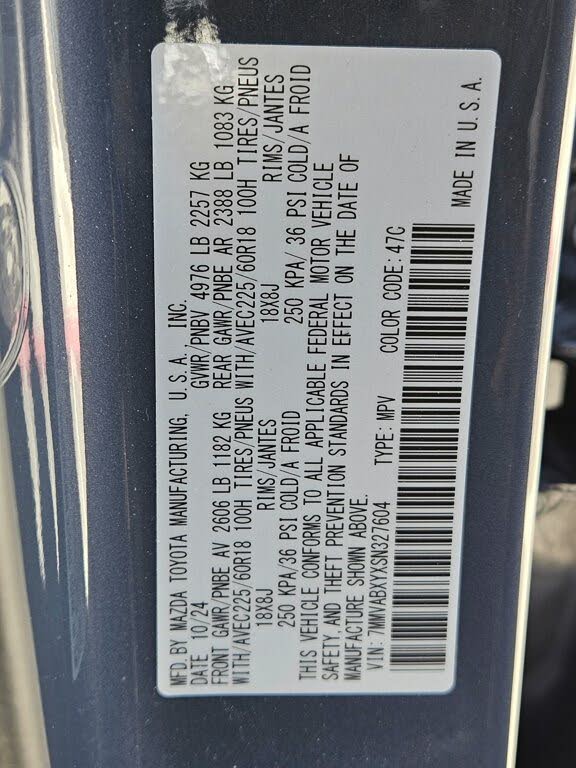 MFD.BY MAZDA TOYOTA MANUFACTURING, U.S.A., INC.
DATE 10/24 GVWR/PNBV 4976 LB 2257 KG
FRONT GAWR/PNBE AV 2606 LB 1182 KG REAR GAWR/PNBE AR 2388 LB 1083 KG
WITH/AVEC225/60R18 100H TIRES/PNEUS WITH/AVEC225/60R18 100H TIRES/PNEUS
18X8J RIMS/JANTES 18X8J RIMS/JANTES
250 KPA/36 PSI COLD/A FROID 250 KPA/ 36 PSI COLD/A FROID
THIS VEHICLE CONFORMS TO ALL APPLICABLE FEDERAL MOTOR VEHICLE
SAFETY,AND THEFT PREVENTION STANDARDS IN EFFECT ON THE DATE OF
MANUFACTURE SHOWN ABOVE.
VIN: 7MMVABXYXSN327604 TYPE: MPV COLOR CODE: 47C
MADE IN U.S.A.